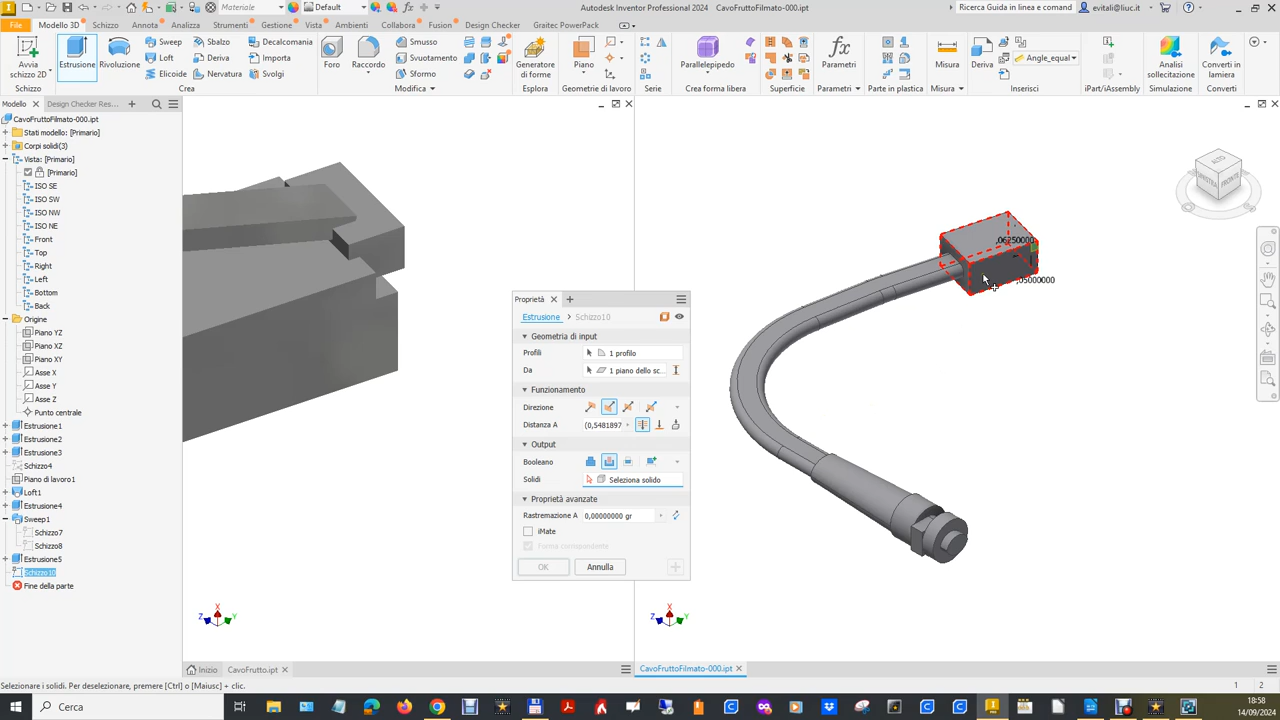 Materiale
Default
Autodesk Inventor Professional 2024
CavoFruttoFilmato-000.ipt
Ricerca Guida in linea e comand
evitali@liuc.it
File
Modello 3D
Schizzo
Annota
Analizza
Strumenti
Gestione
Vista
Ambienti
Collabora
Fusion
Design Checker
Graitec PowerPack
Avvia
schizzo 2D
Estrusione
Rivoluzione
Sweep
Loft
Elicoide
Sbalzo
Deriva
Nervatura
Decalcomania
Importa
Svolgi
Foro
Raccordo
Smusso
Svuotamento
Sformo
Generatore
di forme
Piano
Parallelepipedo
Parametri
Misura
Deriva
Angle_equal
Analisi
sollecitazione
Converti in
lamiera
Schizzo
Crea
Modifica
Esplora
Geometrie di lavoro
Serie
Crea forma libera
Superficie
Parametri
Parte in plastica
Misura
Inserisci
iPart/iAssembly
Simulazione
Converti
Modello
Design Checker Res...
CavoFruttoFilmato-000.ipt
Stati modello: [Primario]
Corpi solidi(3)
Vista: [Primario]
[Primario]
ISO SE
ISO SW
ISO NW
ISO NE
Front
Top
Right
Left
Bottom
Back
Origine
Piano YZ
Piano XZ
Piano XY
Asse X
Asse Y
Asse Z
Punto centrale
Estrusione1
Estrusione2
Estrusione3
Schizzo4
Piano di lavoro1
Loft1
Estrusione4
Sweep1
Schizzo7
Schizzo8
Estrusione5
Schizzo10
Fine della parte
Proprietà
Estrusione
Schizzo10
Geometria di input
Profili
1 profilo
Da
1 piano dello sc...
Funzionamento
Direzione
Distanza A
(0,5481897
Output
Booleano
Solidi
Seleziona solido
Proprietà avanzate
Rastremazione A
0,00000000 gr
iMate
Forma corrispondente
OK
Annulla
,06250000
,05000000
ALTO
FRONTE
X
Z
Y
X
Z
Y
Inizio
CavoFrutto.ipt
CavoFruttoFilmato-000.ipt
Selezionare i solidi. Per deselezionare, premere [Ctrl] o [Maiusc] + clic.
1
2
Cerca
18:58
14/09/2024